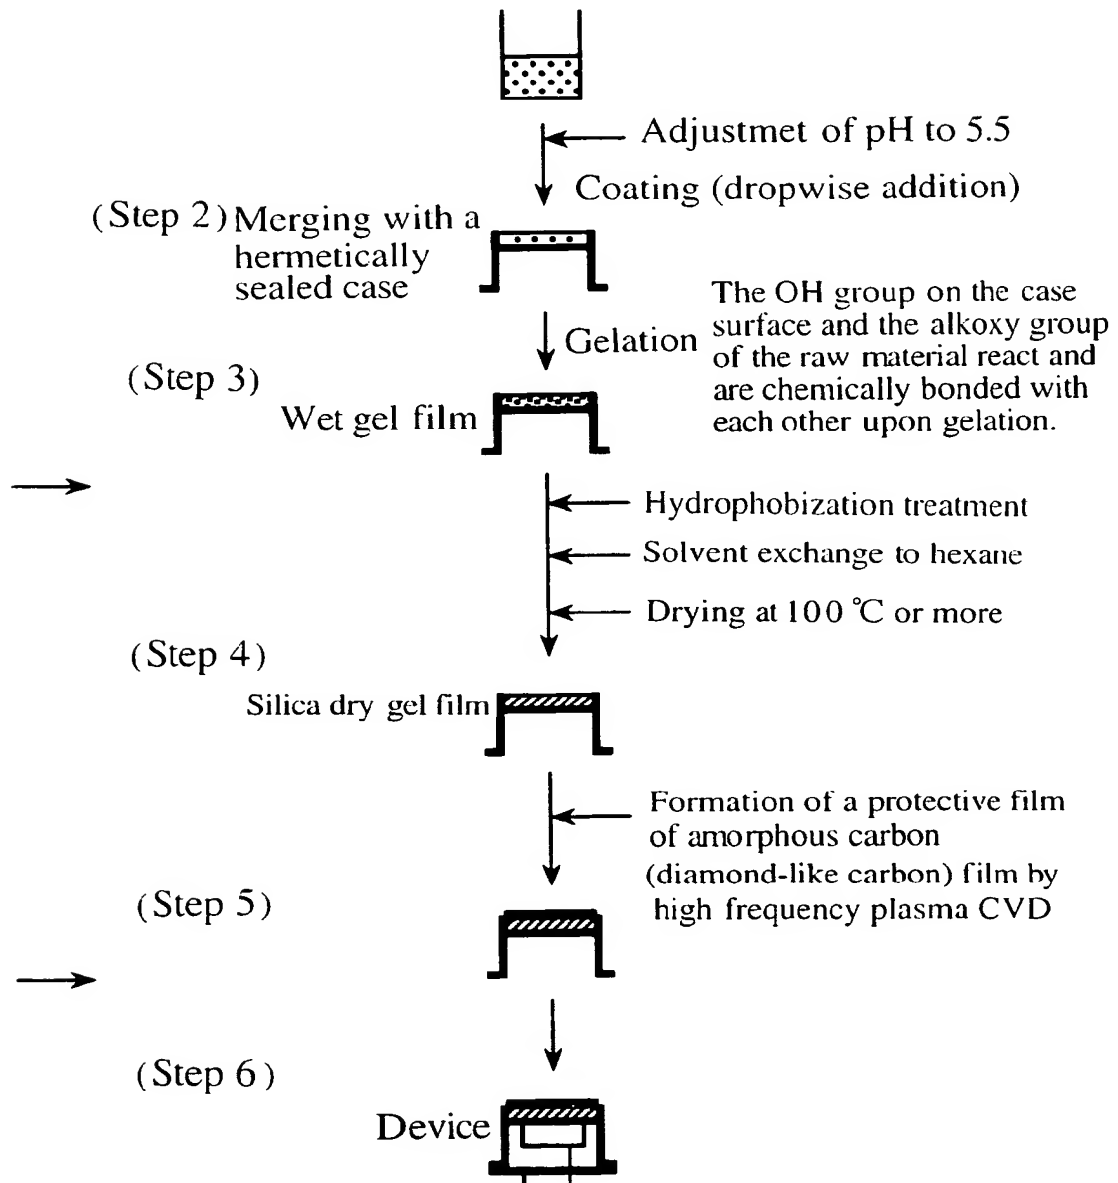 Adjustmet of pH to 5.5
Coating (dropwise addition)
(Step 2) Merging with a
hermetically
sealed case
The OH group on the case
surface and the alkoxy group
of the raw material react and
are chemically bonded with
each other upon gelation.
Gelation
(Step 3)
Wet gel film
Hydrophobization treatment
Solvent exchange to hexane
Drying at 100 °C or more
(Step 4)
Silica dry gel film
Formation of a protective film
of amorphous carbon
(diamond-like carbon) film by
high frequency plasma CVD
(Step 5)
(Step 6)
Device